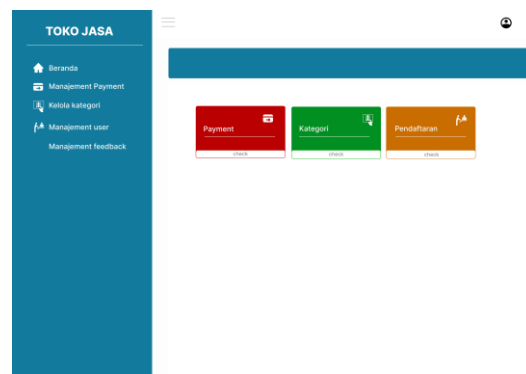 TOKO JASA
Beranda
Manajement Payment
Kelola kategori
Manajement user
Manajement feedback
Payment
check
Kategori
check
Pendaftaran
check